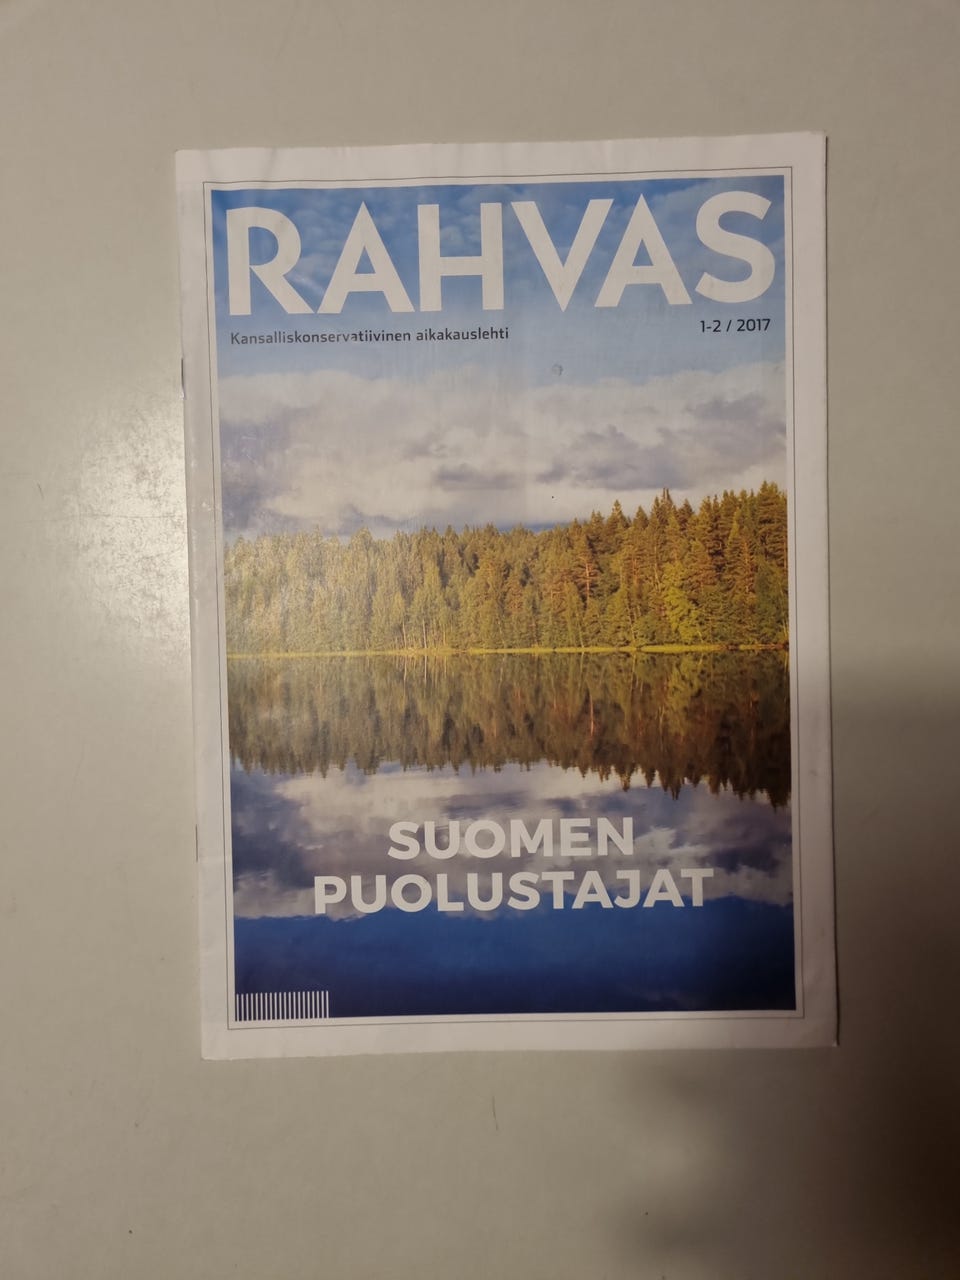 RAHVAS
Kansalliskonservatiivinen aikakauslehti
1-2 / 2017
SUOMEN
PUOLUSTAJAT